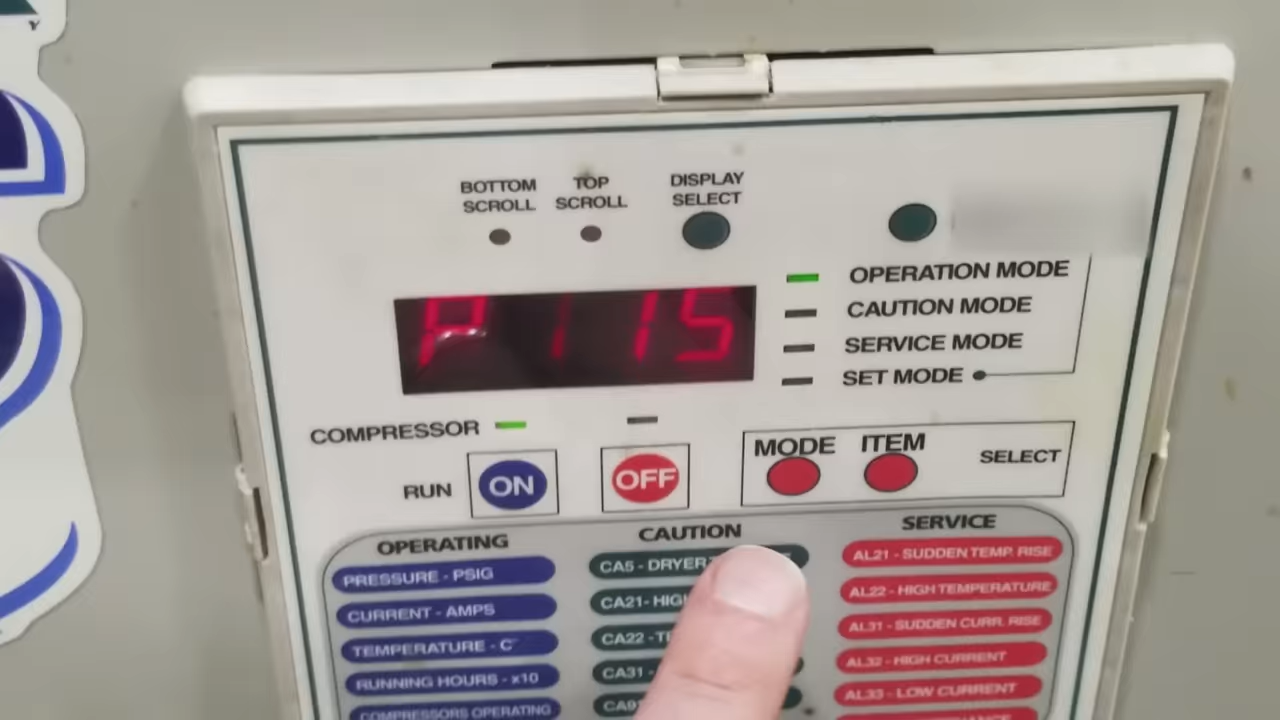 BOTTOM SCROLL
TOP SCROLL
DISPLAY SELECT
OPERATION MODE
CAUTION MODE
SERVICE MODE
SET MODE
P 115
COMPRESSOR
RUN
ON
OFF
MODE
ITEM
SELECT
OPERATING
PRESSURE - PSIG
CURRENT - AMPS
TEMPERATURE - C°
RUNNING HOURS - x10
COMPRESSORS OPERATING
CAUTION
CA5 - DRYER
CA21 - HIGH
CA22 -
CA31 -
SERVICE
AL21 - SUDDEN TEMP. RISE
AL22 - HIGH TEMPERATURE
AL31 - SUDDEN CURR. RISE
AL32 - HIGH CURRENT
AL33 - LOW CURRENT